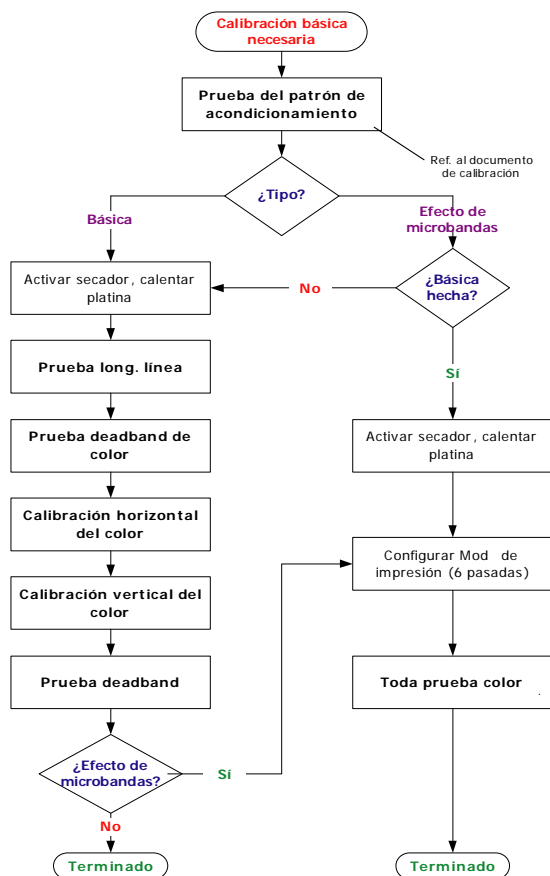 Calibración básica
necesaria
Prueba del patrón de
acondicionamiento
Ref. al documento
de calibración
¿Tipo?
Básica
Efecto de
microbandas
Activar secador, calentar
platina
No
¿Básica
hecha?
Prueba long. línea
Sí
Prueba deadband de
color
Activar secador, calentar
platina
Calibración horizontal
del color
Configurar Mod de
impresión (6 pasadas)
Calibración vertical del
color
Prueba deadband
Toda prueba color
.
¿Efecto de
microbandas?
Sí
No
Terminado
Terminado